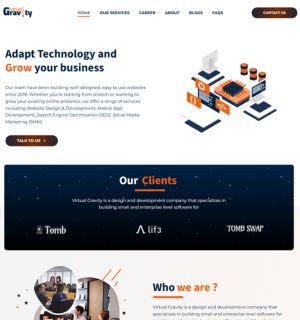 Virtual
Gravity
HOME
OUR SERVICES
CAREER
ABOUT
BLOGS
FAQS
CONTACT US
Adapt Technology and
Grow your business
Our team have been building well-designed, easy to use websites
since 2018. Whether you're starting from scratch or wanting to
grow your existing online presence, we offer a range of services
including Website Design & Development, Mobile App
Development, Search Engine Optimisation (SEO), Social Media
Marketing (SMM).
TALK TO US
Our Clients
Virtual Gravity is a design and development company that specializes in
building small and enterprise level software for
Tomb
lif3
TOMB SWAP
Who we are ?
Virtual Gravity is a design and development company that
specializes in building small and enterprise level software for